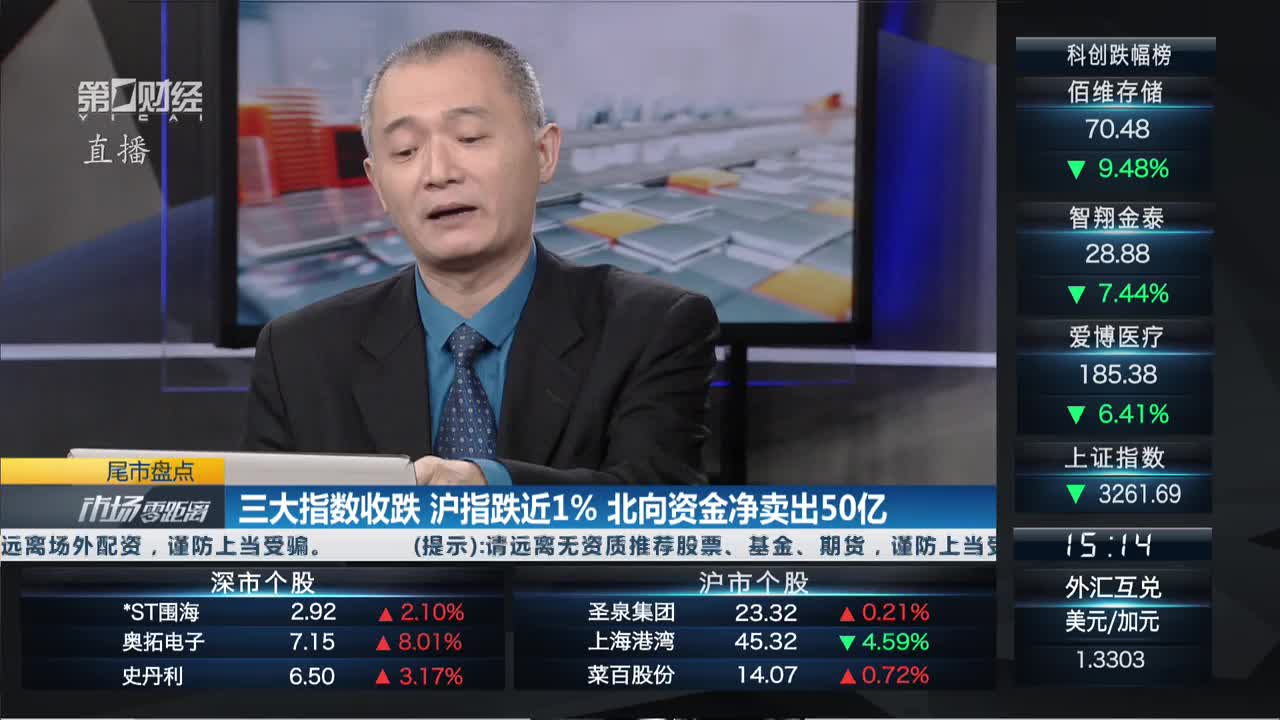 第一财经
YICAI
直播
科创跌幅榜
佰维存储
70.48
▼ 9.48%
智翔金泰
28.88
▼ 7.44%
爱博医疗
185.38
▼ 6.41%
上证指数
▼ 3261.69
15:14
外汇互兑
美元/加元
1.3303
尾市盘点
市场零距离
三大指数收跌 沪指跌近1% 北向资金净卖出50亿
远离场外配资，谨防上当受骗。 (提示):请远离无资质推荐股票、基金、期货，谨防上当受
深市个股
*ST围海 2.92 ▲ 2.10%
奥拓电子 7.15 ▲ 8.01%
史丹利 6.50 ▲ 3.17%
沪市个股
圣泉集团 23.32 ▲ 0.21%
上海港湾 45.32 ▼ 4.59%
菜百股份 14.07 ▲ 0.72%